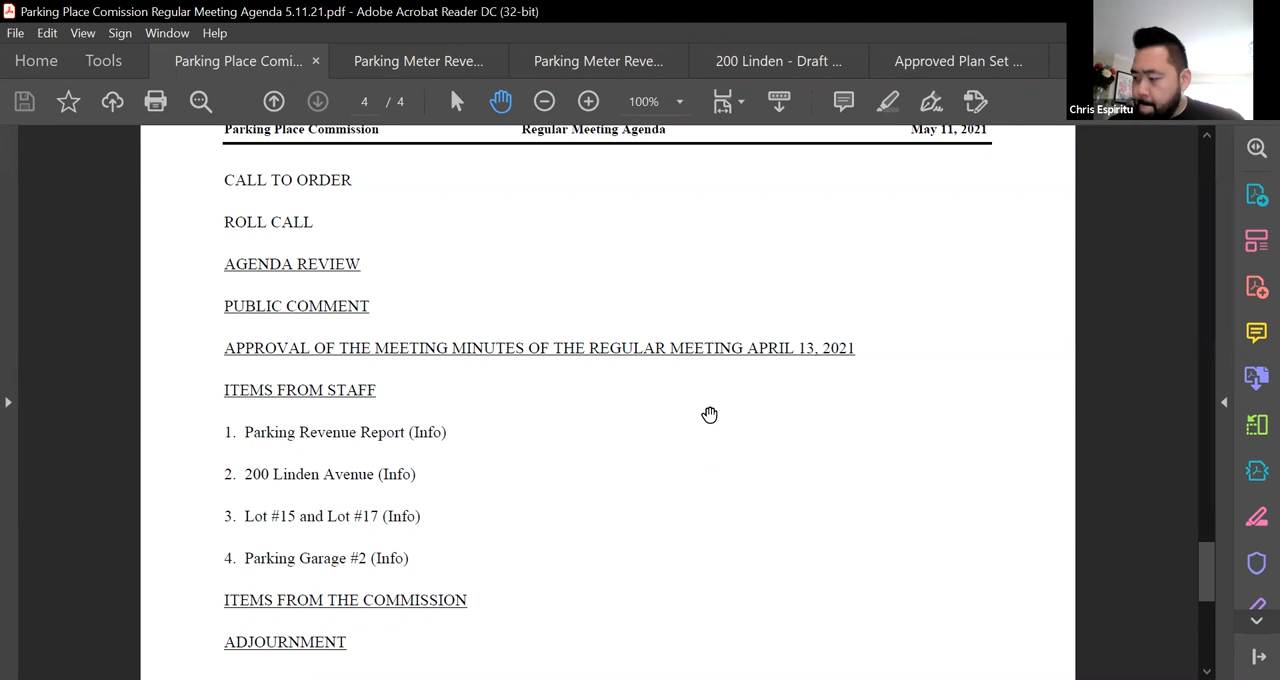 Parking Place Comission Regular Meeting Agenda 5.11.21.pdf - Adobe Acrobat Reader DC (32-bit)
File Edit View Sign Window Help
Home Tools Parking Place Comi... × Parking Meter Reve... Parking Meter Reve... 200 Linden - Draft ... Approved Plan Set ...
4 / 4 100%
Chris Espiritu
Parking Place Commission Regular Meeting Agenda May 11, 2021
CALL TO ORDER
ROLL CALL
AGENDA REVIEW
PUBLIC COMMENT
APPROVAL OF THE MEETING MINUTES OF THE REGULAR MEETING APRIL 13, 2021
ITEMS FROM STAFF
1. Parking Revenue Report (Info)
2. 200 Linden Avenue (Info)
3. Lot #15 and Lot #17 (Info)
4. Parking Garage #2 (Info)
ITEMS FROM THE COMMISSION
ADJOURNMENT